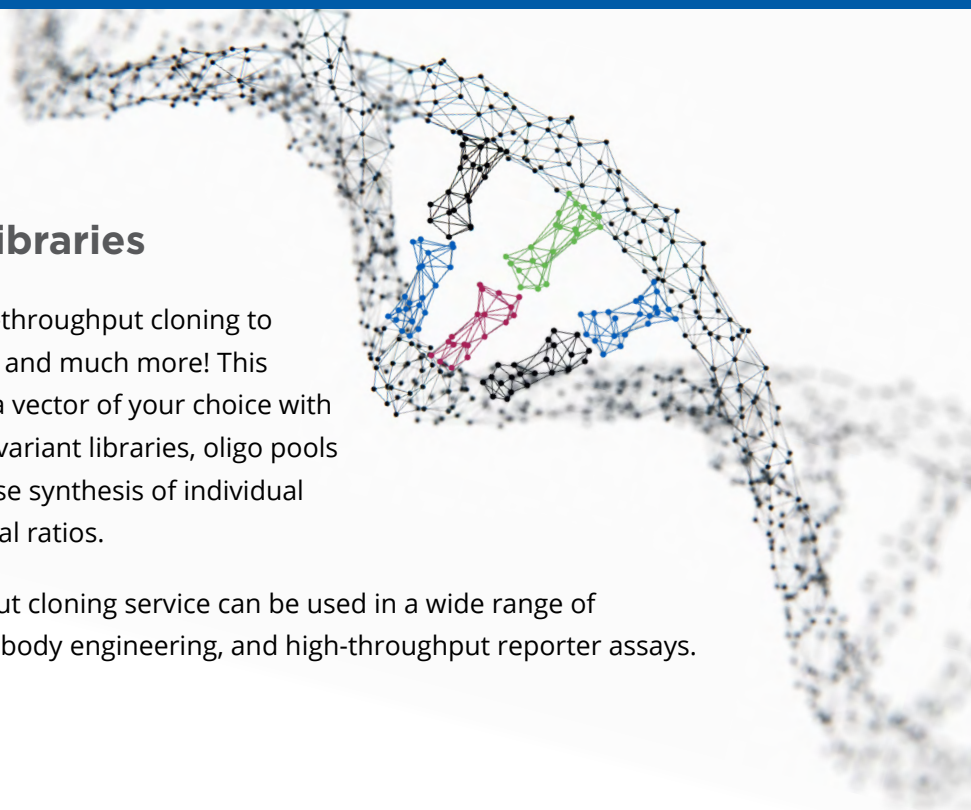 ibraries
throughput cloning to
and much more! This
a vector of your choice with
variant libraries, oligo pools
se synthesis of individual
al ratios.
ut cloning service can be used in a wide range of
body engineering, and high-throughput reporter assays.